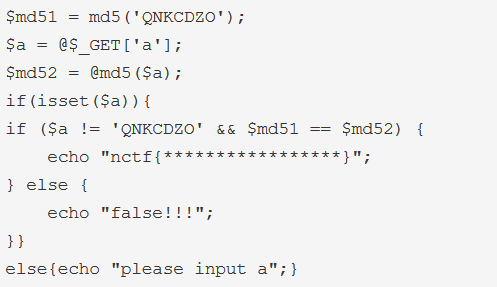 $md51 = md5('QNKCDZO');
$a = @$_GET['a'];
$md52 = @md5($a);
if(isset($a)){
if ($a != 'QNKCDZO' && $md51 == $md52) {
    echo "nctf{*****************}";
} else {
    echo "false!!!";
}}
else{echo "please input a";}